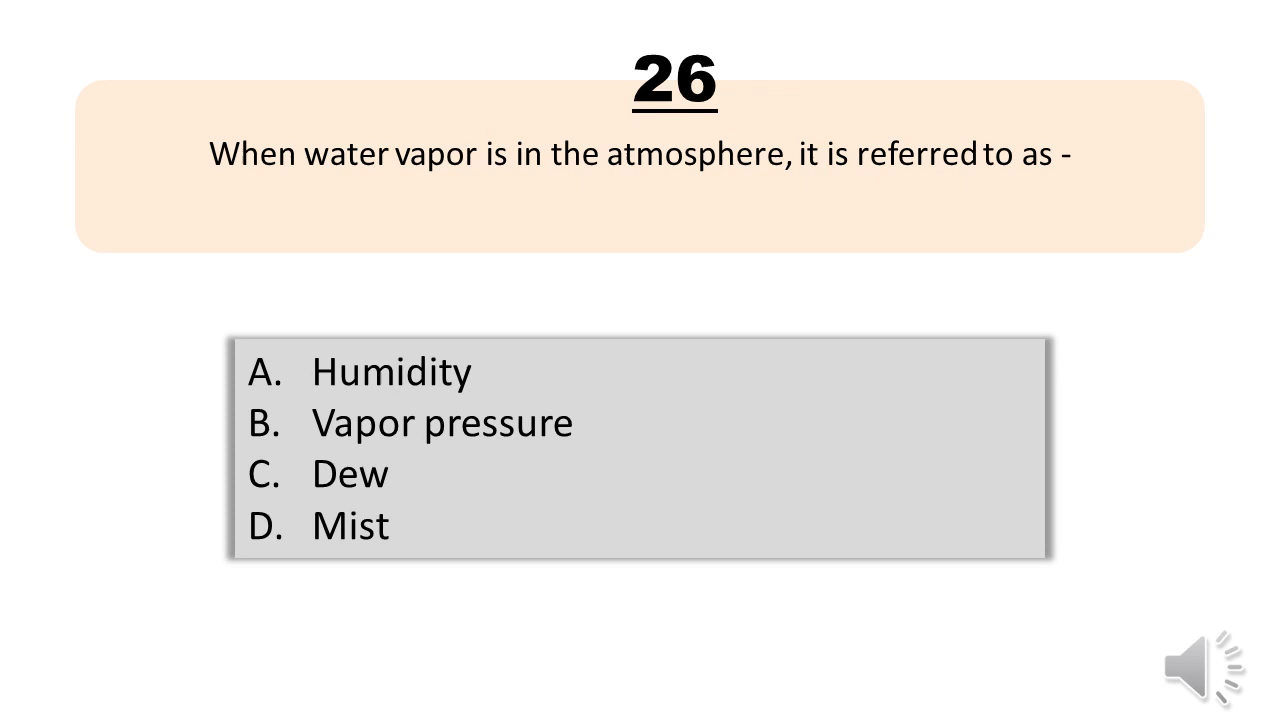 26
When water vapor is in the atmosphere, it is referred to as -
A. Humidity
B. Vapor pressure
C. Dew
D. Mist